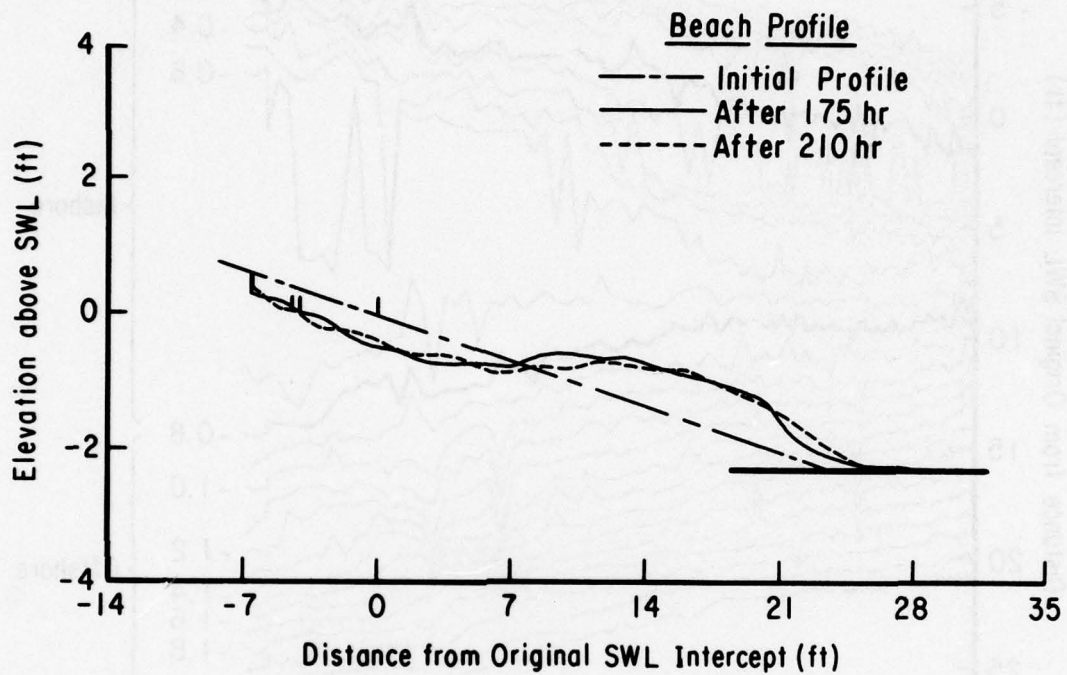 Beach Profile
Initial Profile
After 175 hr
After 210 hr
4
2
0
-2
-4
Elevation above SWL (ft)
-14 -7 0 7 14 21 28 35
Distance from Original SWL Intercept (ft)